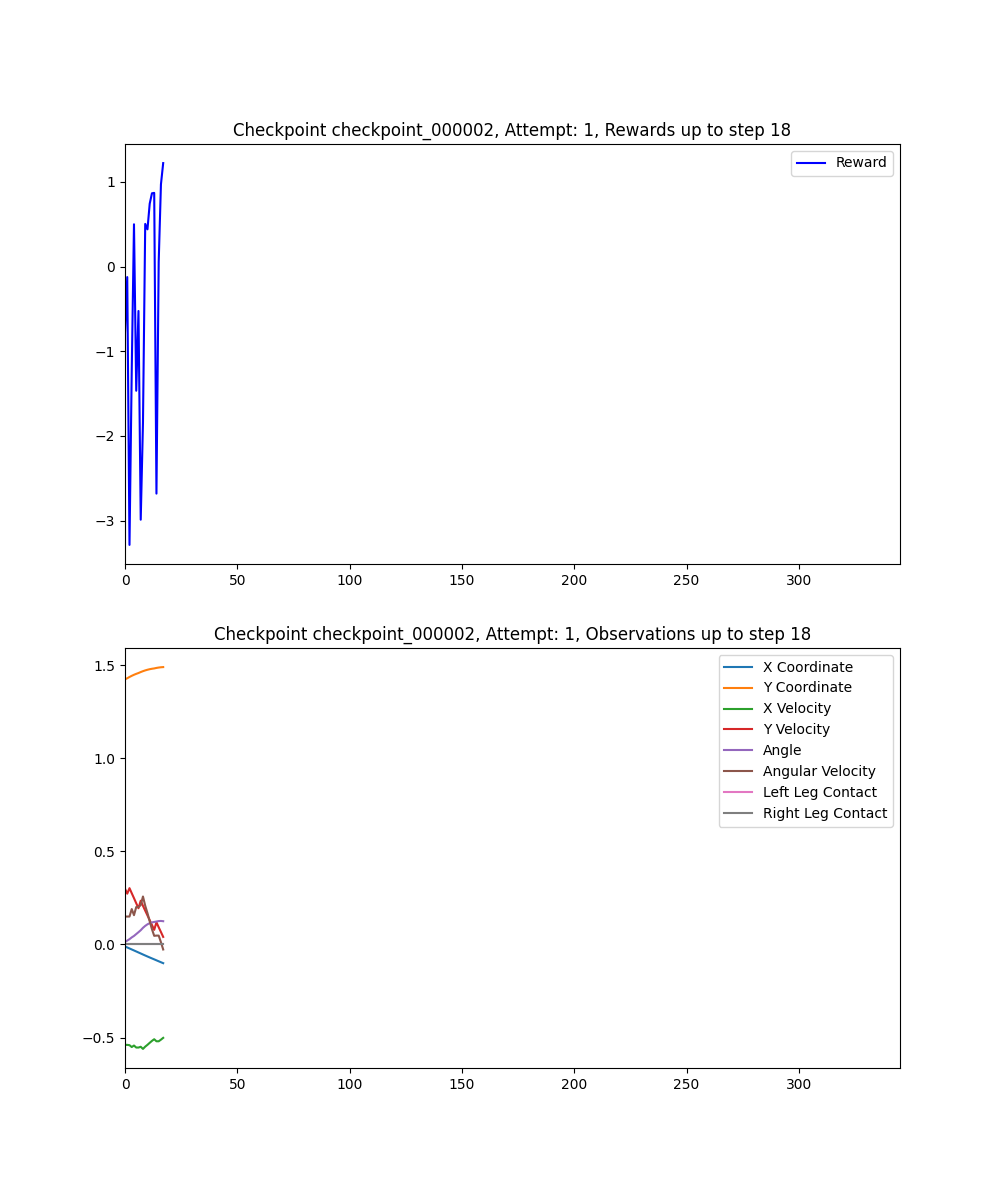 Checkpoint checkpoint_000002, Attempt: 1, Rewards up to step 18
Reward
1
0
−1
−2
−3
0 50 100 150 200 250 300
Checkpoint checkpoint_000002, Attempt: 1, Observations up to step 18
X Coordinate
Y Coordinate
X Velocity
Y Velocity
Angle
Angular Velocity
Left Leg Contact
Right Leg Contact
1.5
1.0
0.5
0.0
−0.5
0 50 100 150 200 250 300